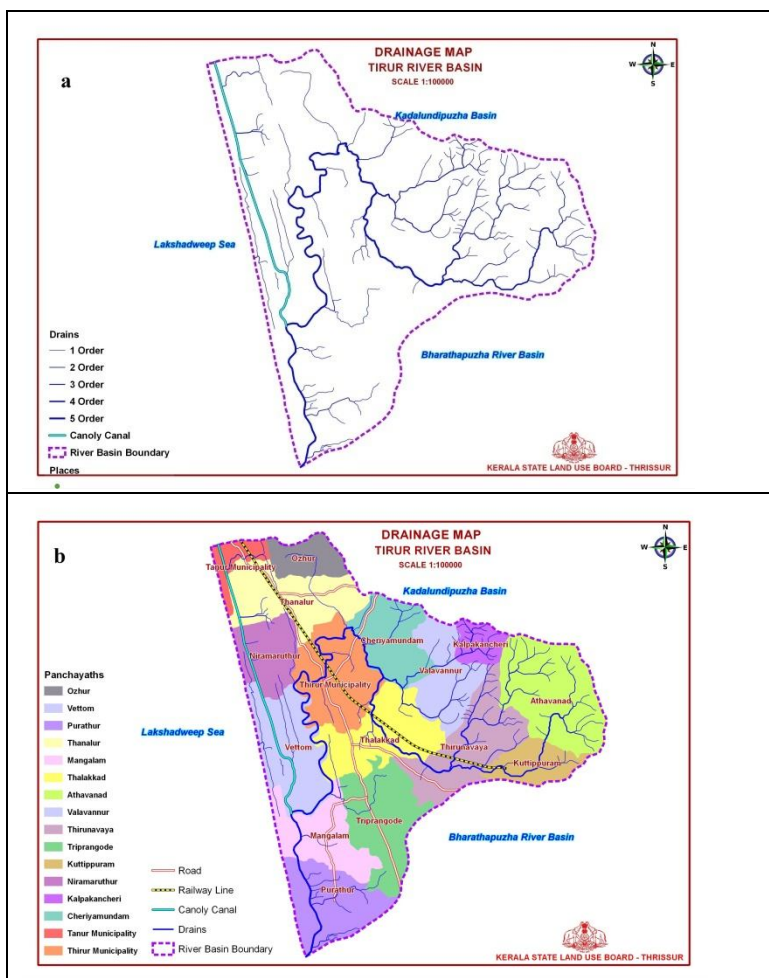 a
DRAINAGE MAP
TIRUR RIVER BASIN
SCALE 1:100000
N
W
E
S
Kadalundipuzha Basin
Lakshadweep Sea
Bharathapuzha River Basin
Drains
1 Order
2 Order
3 Order
4 Order
5 Order
Canoly Canal
River Basin Boundary
Places
KERALA STATE LAND USE BOARD - THRISSUR
b
DRAINAGE MAP
TIRUR RIVER BASIN
SCALE 1:100000
N
W
E
S
Kadalundipuzha Basin
Lakshadweep Sea
Bharathapuzha River Basin
Ozhur
Tanur Municipality
Thanalur
Cheriyamundam
Kalpakancheri
Niramaruthur
Valavannur
Thirur Municipality
Athavanad
Thalakkad
Vettom
Thirunavaya
Kuttippuram
Triprangode
Mangalam
Purathur
Panchayaths
Ozhur
Vettom
Purathur
Thanalur
Mangalam
Thalakkad
Athavanad
Valavannur
Thirunavaya
Triprangode
Kuttippuram
Niramaruthur
Kalpakancheri
Cheriyamundam
Tanur Municipality
Thirur Municipality
Road
Railway Line
Canoly Canal
Drains
River Basin Boundary
KERALA STATE LAND USE BOARD - THRISSUR